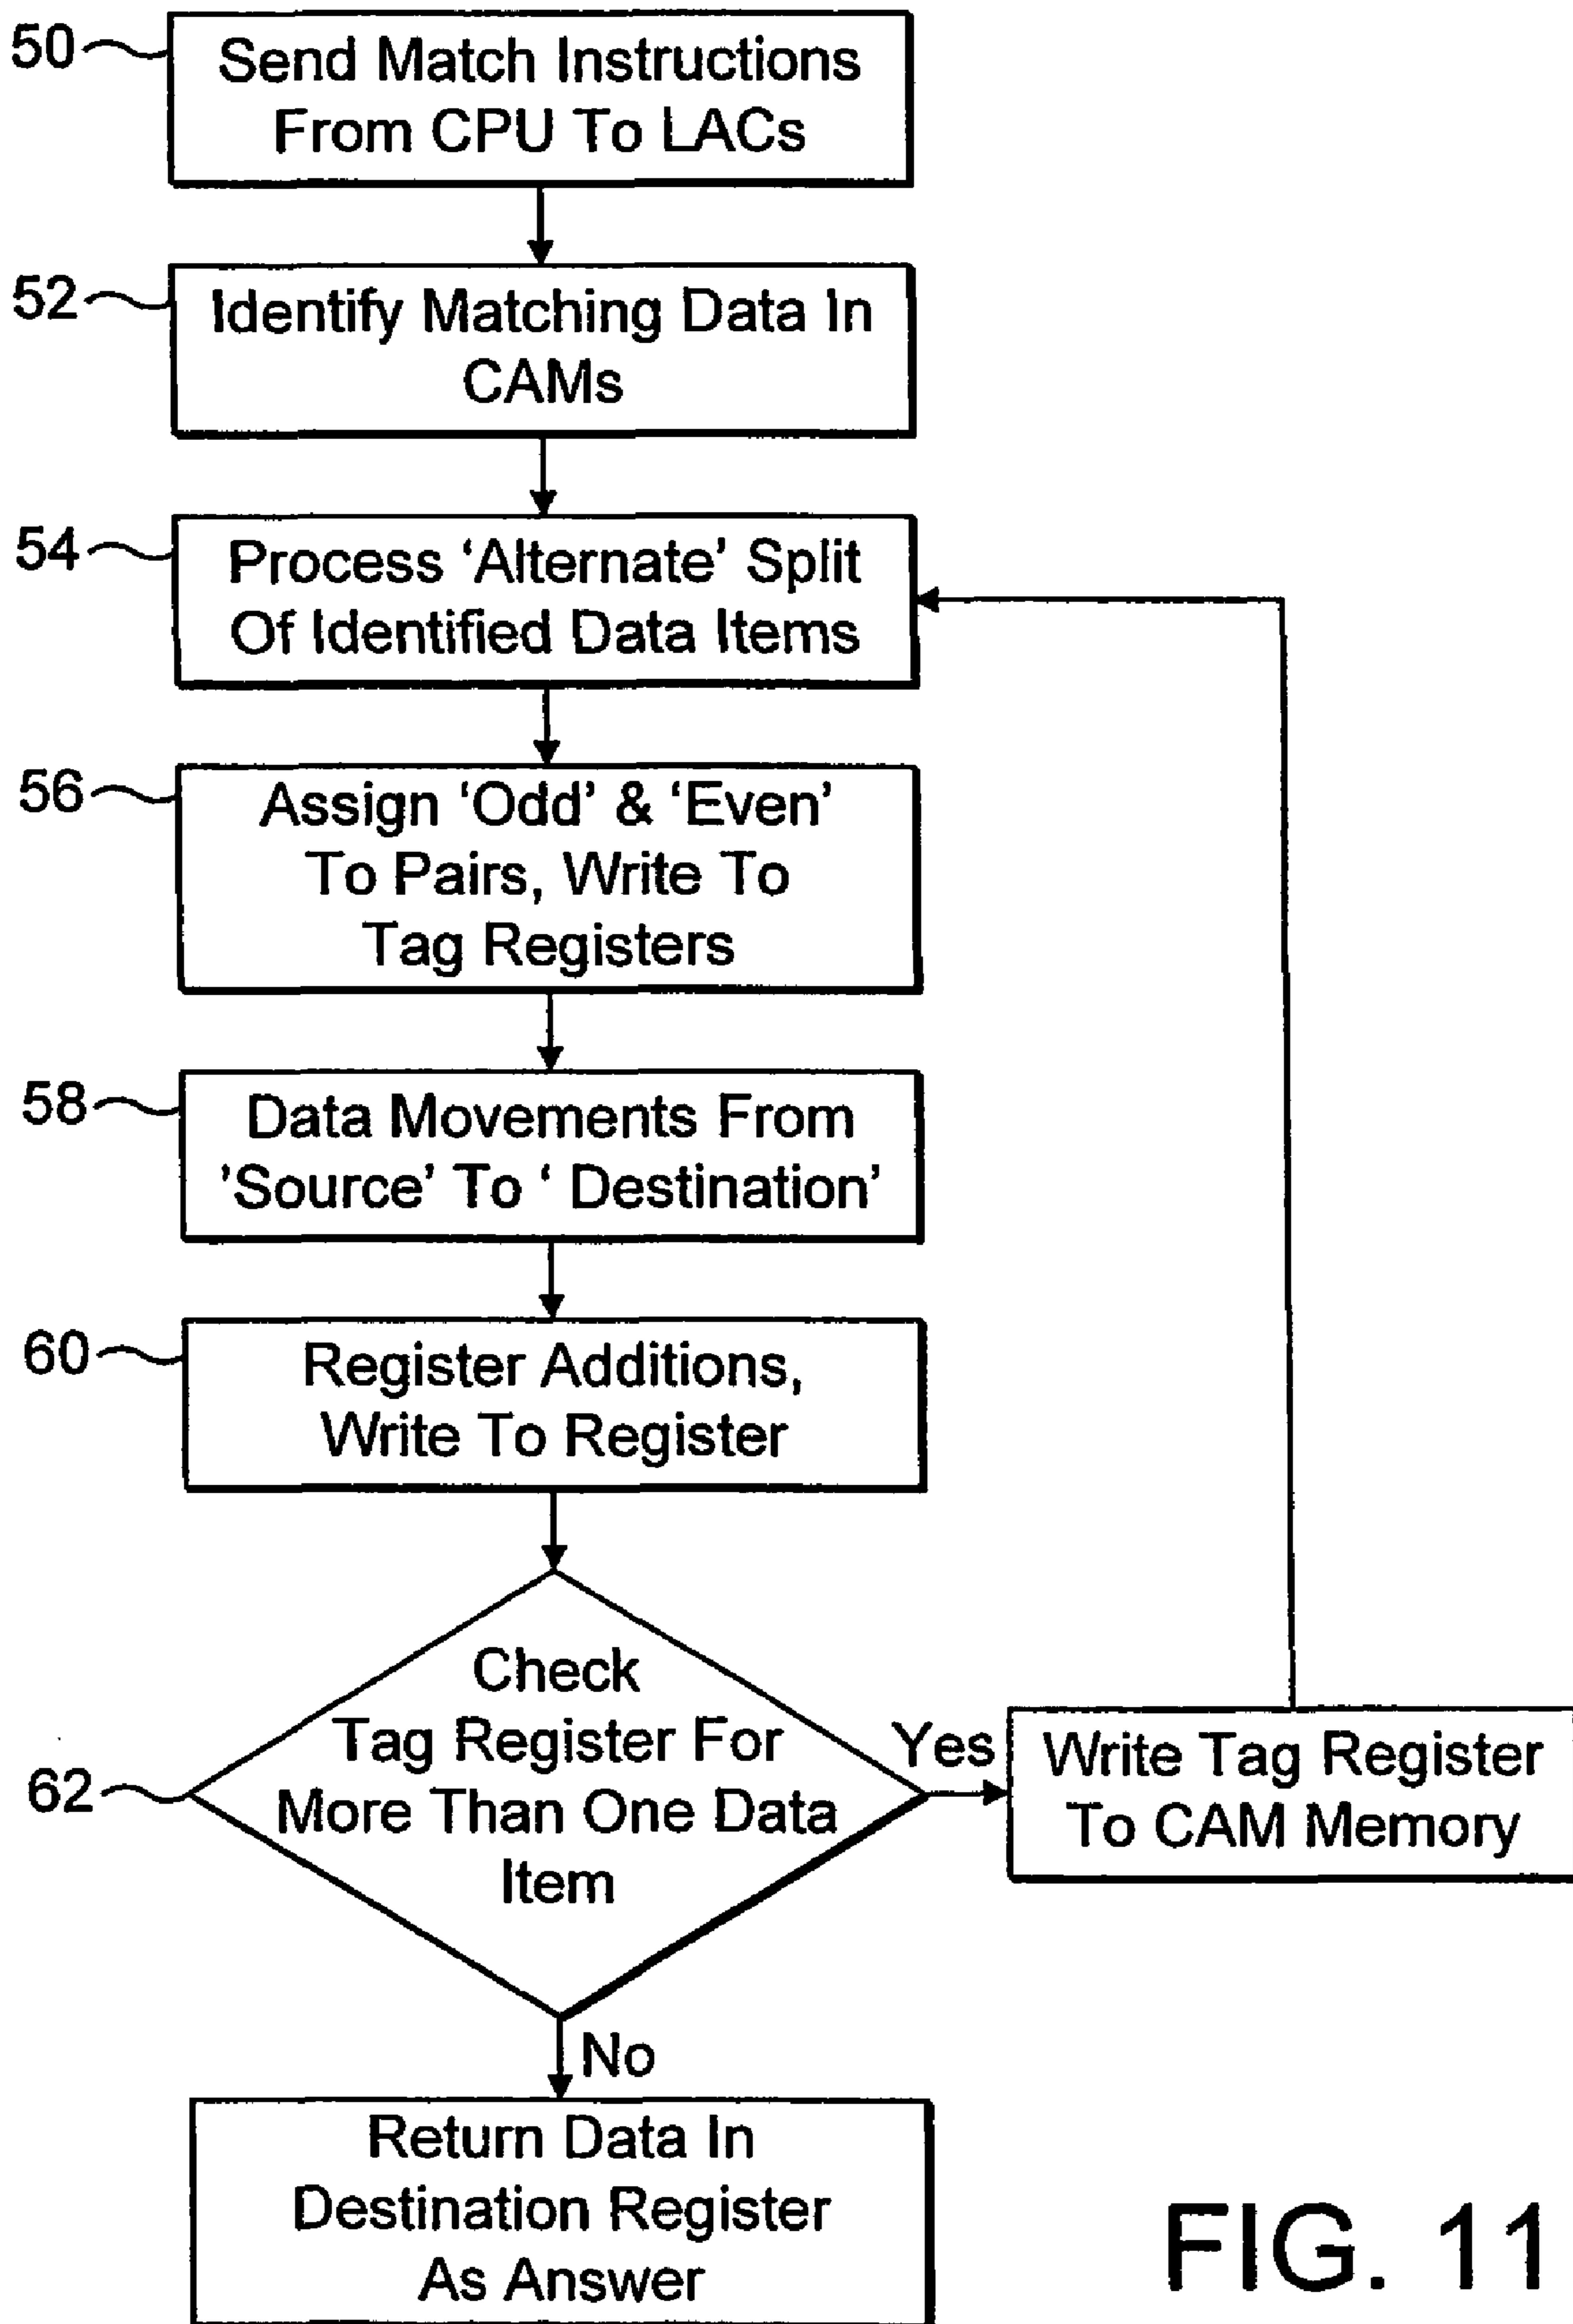 50
Send Match Instructions
From CPU To LACs
52
Identify Matching Data In
CAMs
54
Process ‘Alternate’ Split
Of Identified Data Items
56
Assign ‘Odd’ & ‘Even’
To Pairs, Write To
Tag Registers
58
Data Movements From
’Source’ To ‘ Destination’
60
Register Additions,
Write To Register
62
Check
Tag Register For
More Than One Data
Item
Yes
Write Tag Register
To CAM Memory
No
Return Data In
Destination Register
As Answer
FIG. 11